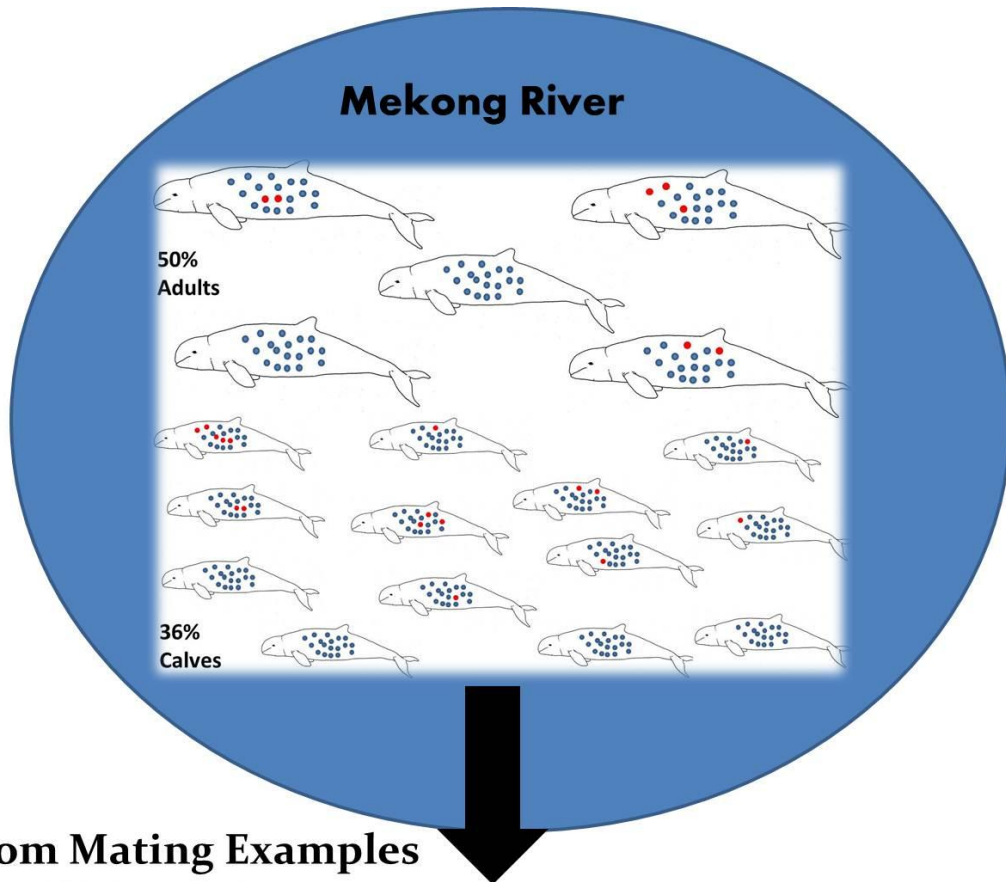 Mekong River
50%
Adults
36%
Calves
om Mating Examples